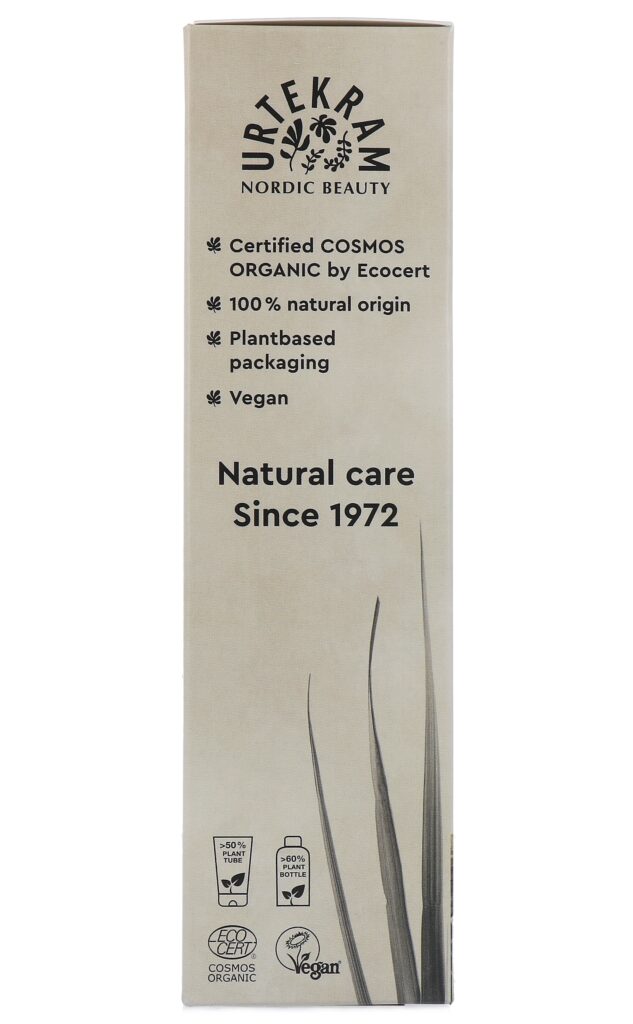 URTEKRAM
NORDIC BEAUTY
Certified COSMOS
ORGANIC by Ecocert
100 % natural origin
Plantbased
packaging
Vegan
Natural care
Since 1972
>50 %
PLANT
TUBE
>60%
PLANT
BOTTLE
ECO
CERT®
COSMOS
ORGANIC
Vegan®